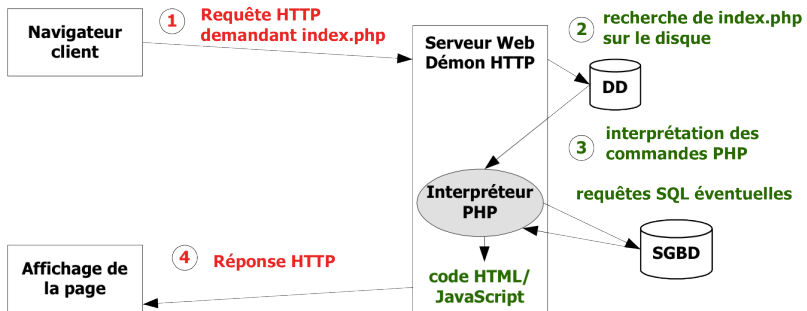 Navigateur
client
1
Requête HTTP
demandant index.php
Serveur Web
Démon HTTP
2
recherche de index.php
sur le disque
DD
3
interprétation des
commandes PHP
Interpréteur
PHP
requêtes SQL éventuelles
SGBD
code HTML/
JavaScript
4
Réponse HTTP
Affichage de
la page